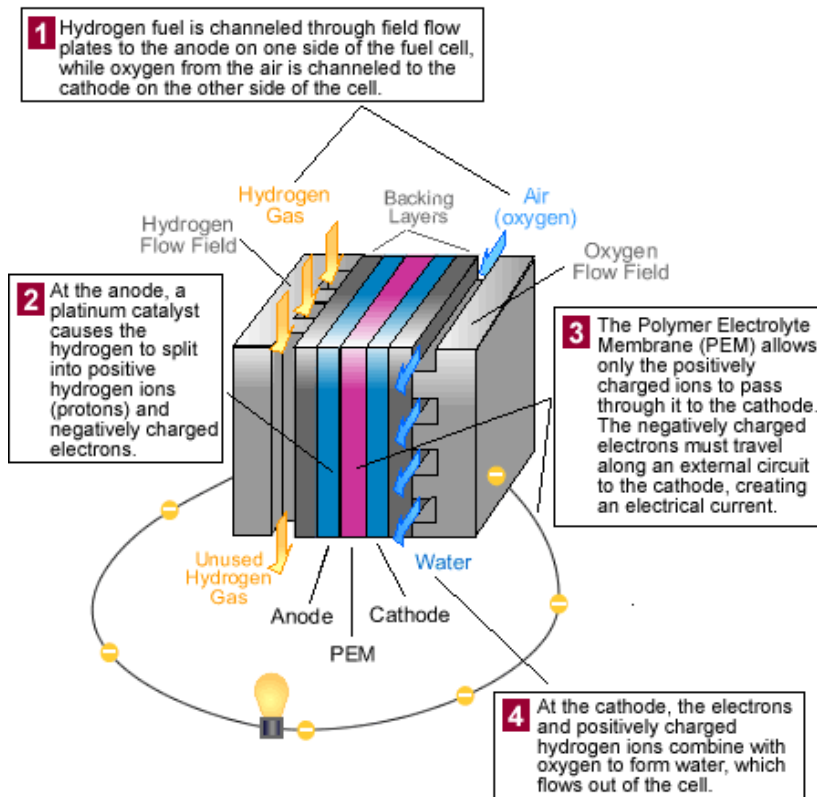 1 Hydrogen fuel is channeled through field flow
plates to the anode on one side of the fuel cell,
while oxygen from the air is channeled to the
cathode on the other side of the cell.
Hydrogen
Gas
Hydrogen
Flow Field
Backing
Layers
Air
(oxygen)
Oxygen
Flow Field
2 At the anode, a
platinum catalyst
causes the
hydrogen to split
into positive
hydrogen ions
(protons) and
negatively charged
electrons.
3 The Polymer Electrolyte
Membrane (PEM) allows
only the positively
charged ions to pass
through it to the cathode.
The negatively charged
electrons must travel
along an external circuit
to the cathode, creating
an electrical current.
Unused
Hydrogen
Gas
Anode
PEM
Cathode
Water
4 At the cathode, the electrons
and positively charged
hydrogen ions combine with
oxygen to form water, which
flows out of the cell.